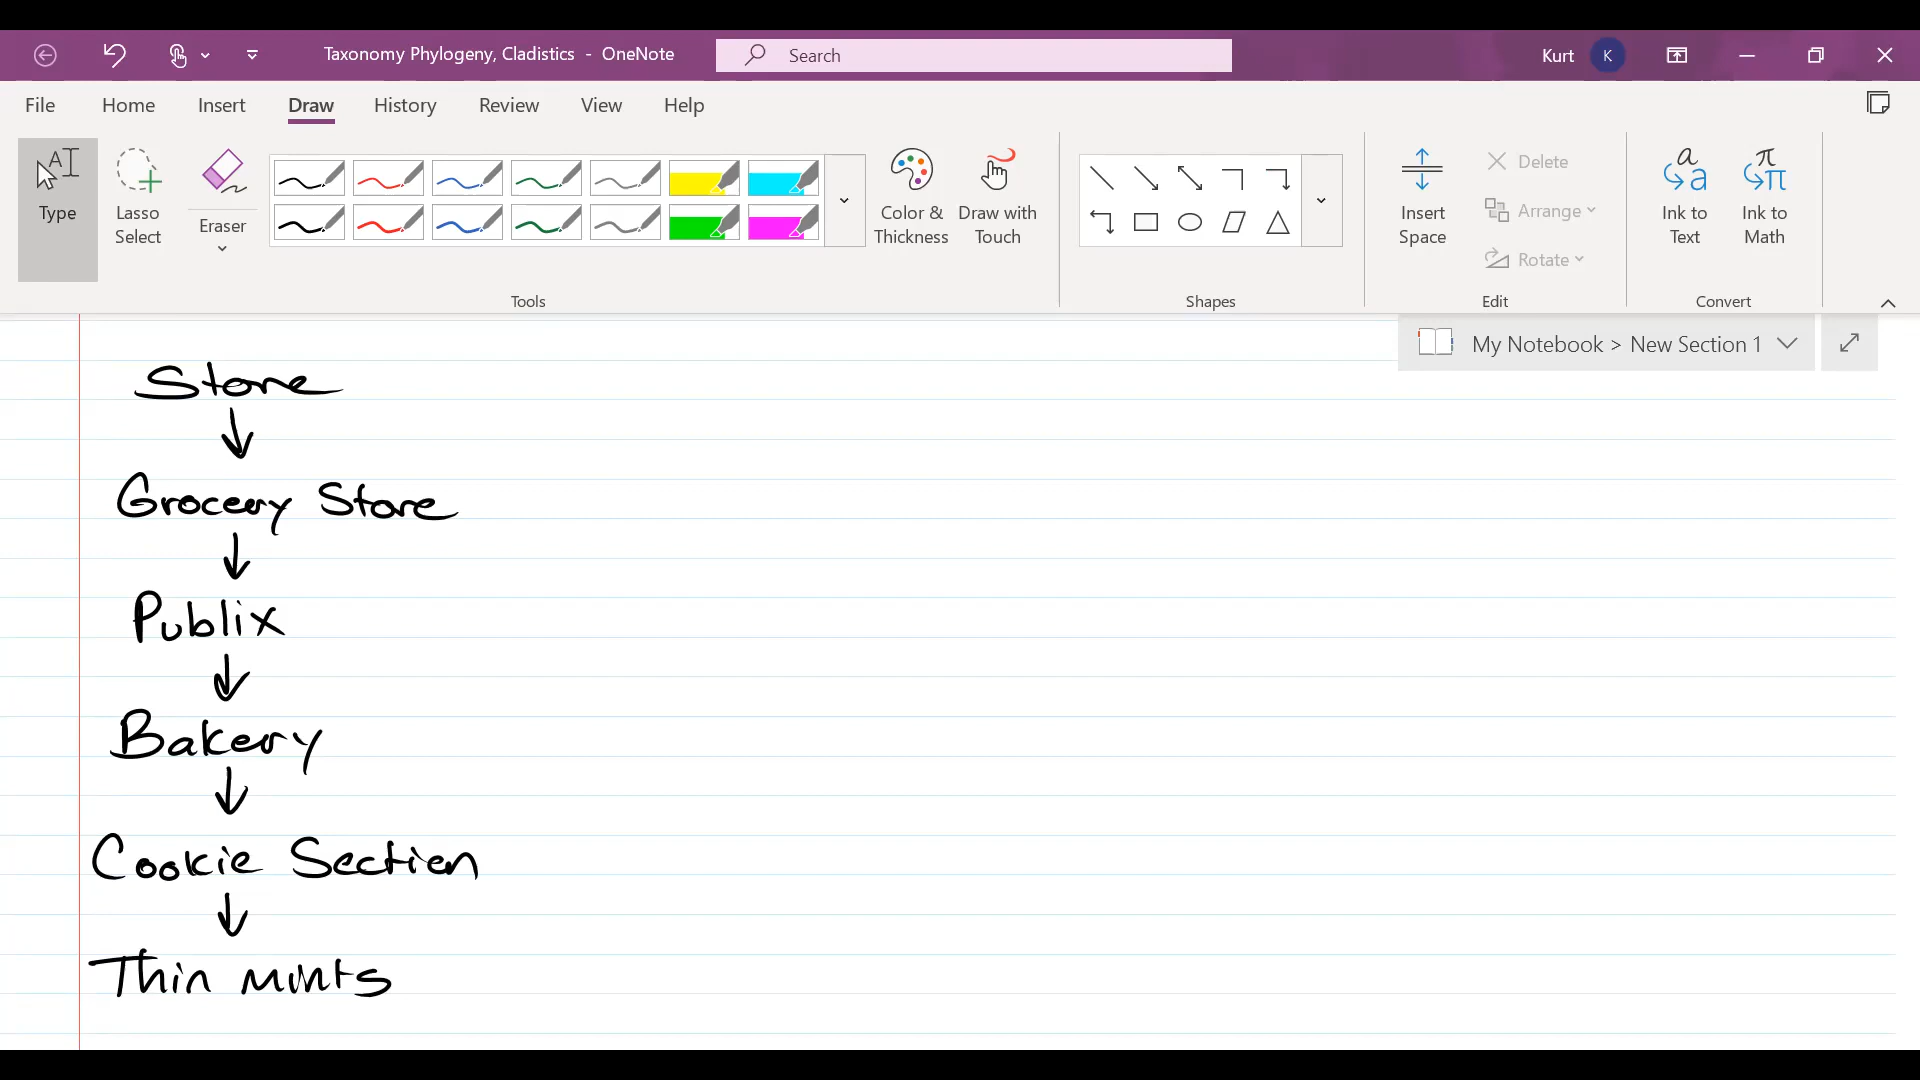 Taxonomy Phylogeny, Cladistics - OneNote
Search
Kurt K
File Home Insert Draw History Review View Help
Type
Lasso Select
Eraser
Color & Thickness
Draw with Touch
Tools
Shapes
Insert Space
Delete
Arrange
Rotate
Edit
Ink to Text
Ink to Math
Convert
My Notebook > New Section 1
Store
Grocery Store
Publix
Bakery
Cookie Section
Thin mints